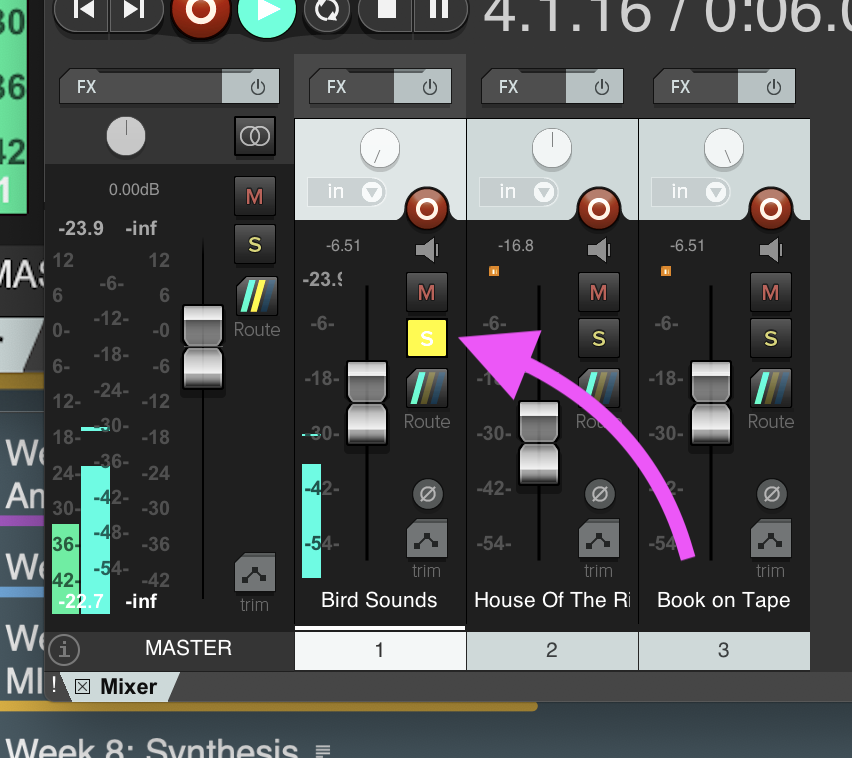 4.1.16 / 0:06.0
30
36
42
1
MAS
FX
FX
FX
FX
in
in
in
0.00dB
M
-23.9 -inf
S
12 12
-6-
6 6
-12-
0- -0
-18-
6- -6
-24-
12- -12
-30-
18- -18
-36-
24- -24
-42-
30- -30
-48-
36- -36
-54-
42- -42
-22.7 -inf
Route
trim
MASTER
-6.51
-23.9
M
-6-
S
-18-
Route
-30-
-42-
-54-
trim
Bird Sounds
1
-16.8
M
-6-
S
-18-
Route
-30-
-42-
-54-
trim
House Of The Ri
2
-6.51
M
-6-
S
-18-
Route
-30-
-42-
-54
trim
Book on Tape
3
! Mixer
We
An
We
We
MI
Week 8: Synthesis